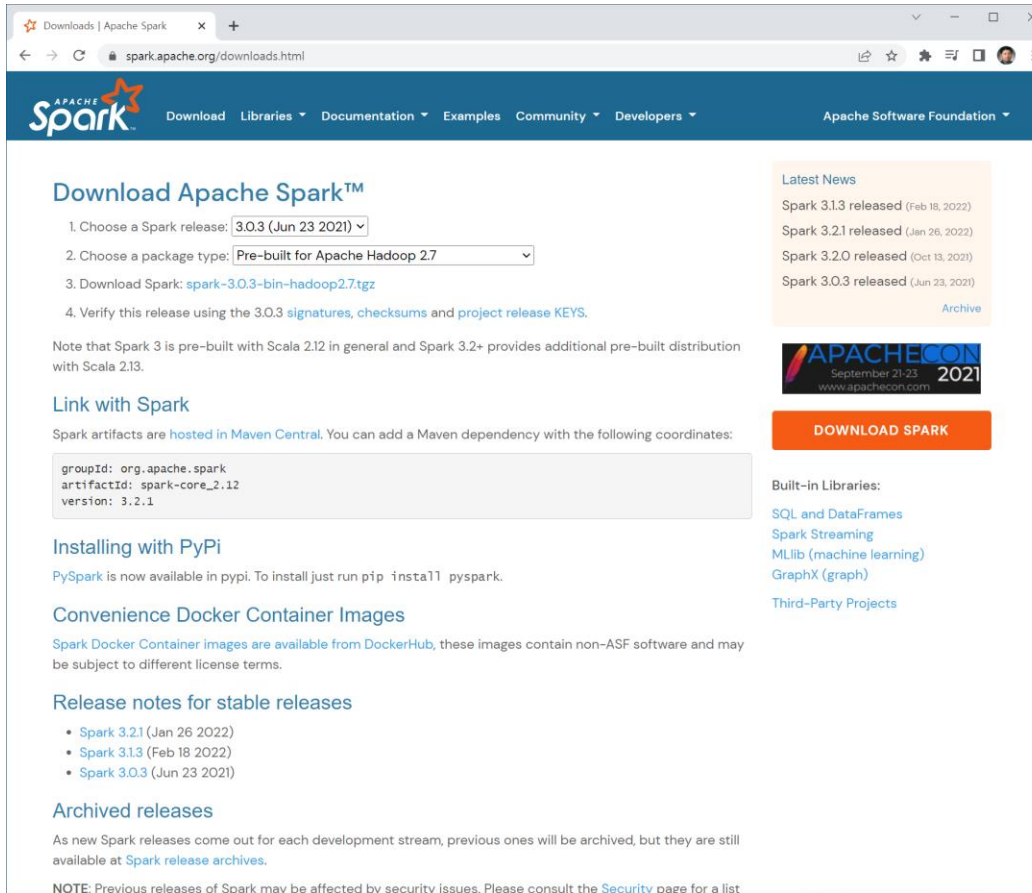 Downloads | Apache Spark
spark.apache.org/downloads.html
APACHE
Spark
Download Libraries Documentation Examples Community Developers Apache Software Foundation
Download Apache Spark™
1. Choose a Spark release: 3.0.3 (Jun 23 2021)
2. Choose a package type: Pre-built for Apache Hadoop 2.7
3. Download Spark: spark-3.0.3-bin-hadoop2.7.tgz
4. Verify this release using the 3.0.3 signatures, checksums and project release KEYS.
Note that Spark 3 is pre-built with Scala 2.12 in general and Spark 3.2+ provides additional pre-built distribution
with Scala 2.13.
Link with Spark
Spark artifacts are hosted in Maven Central. You can add a Maven dependency with the following coordinates:
groupId: org.apache.spark
artifactId: spark-core_2.12
version: 3.2.1
Installing with PyPi
PySpark is now available in pypi. To install just run pip install pyspark.
Convenience Docker Container Images
Spark Docker Container images are available from DockerHub, these images contain non-ASF software and may
be subject to different license terms.
Release notes for stable releases
• Spark 3.2.1 (Jan 26 2022)
• Spark 3.1.3 (Feb 18 2022)
• Spark 3.0.3 (Jun 23 2021)
Archived releases
As new Spark releases come out for each development stream, previous ones will be archived, but they are still
available at Spark release archives.
NOTE: Previous releases of Spark may be affected by security issues. Please consult the Security page for a list
Latest News
Spark 3.1.3 released (Feb 18, 2022)
Spark 3.2.1 released (Jan 26, 2022)
Spark 3.2.0 released (Oct 13, 2021)
Spark 3.0.3 released (Jun 23, 2021)
Archive
APACHECON
September 21-23 2021
www.apachecon.com
DOWNLOAD SPARK
Built-in Libraries:
SQL and DataFrames
Spark Streaming
MLlib (machine learning)
GraphX (graph)
Third-Party Projects